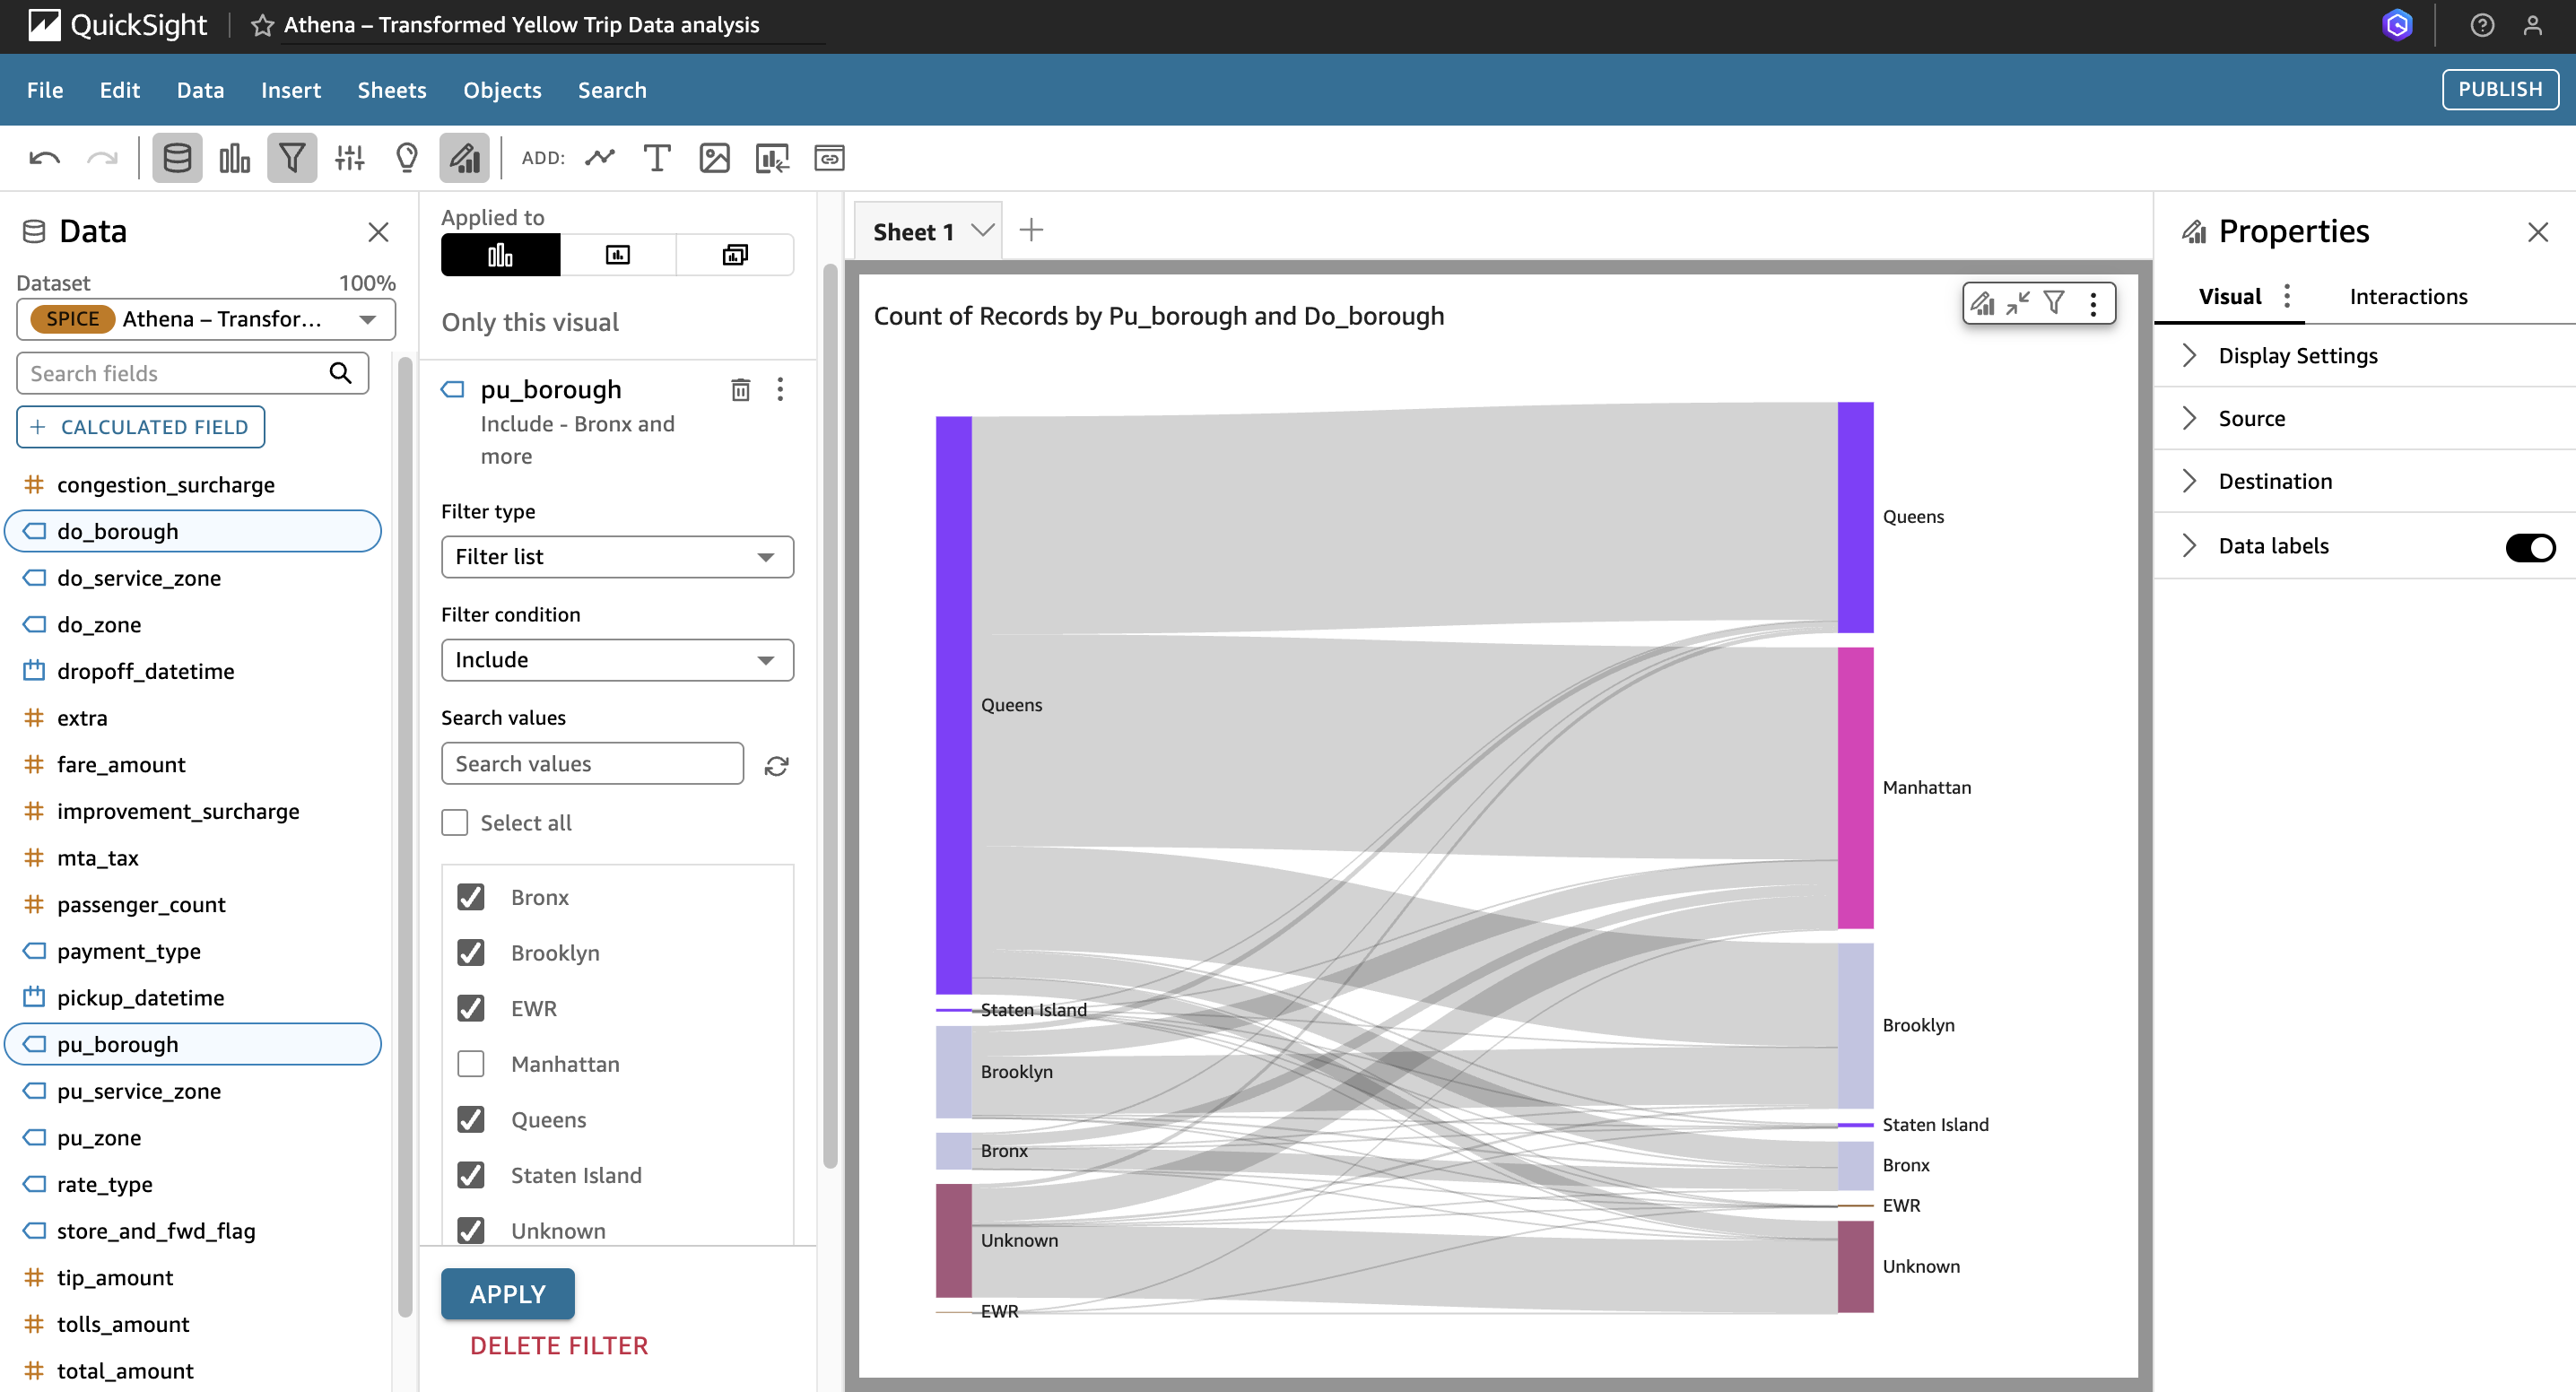 QuickSight
Athena – Transformed Yellow Trip Data analysis
File Edit Data Insert Sheets Objects Search
PUBLISH
ADD:
Data
Dataset 100%
SPICE Athena – Transfor...
Search fields
+ CALCULATED FIELD
congestion_surcharge
do_borough
do_service_zone
do_zone
dropoff_datetime
extra
fare_amount
improvement_surcharge
mta_tax
passenger_count
payment_type
pickup_datetime
pu_borough
pu_service_zone
pu_zone
rate_type
store_and_fwd_flag
tip_amount
tolls_amount
total_amount
Applied to
Only this visual
pu_borough
Include - Bronx and
more
Filter type
Filter list
Filter condition
Include
Search values
Search values
Select all
Bronx
Brooklyn
EWR
Manhattan
Queens
Staten Island
Unknown
APPLY
DELETE FILTER
Sheet 1
Count of Records by Pu_borough and Do_borough
Queens
Staten Island
Brooklyn
Bronx
Unknown
EWR
Queens
Manhattan
Brooklyn
Staten Island
Bronx
EWR
Unknown
Properties
Visual Interactions
Display Settings
Source
Destination
Data labels